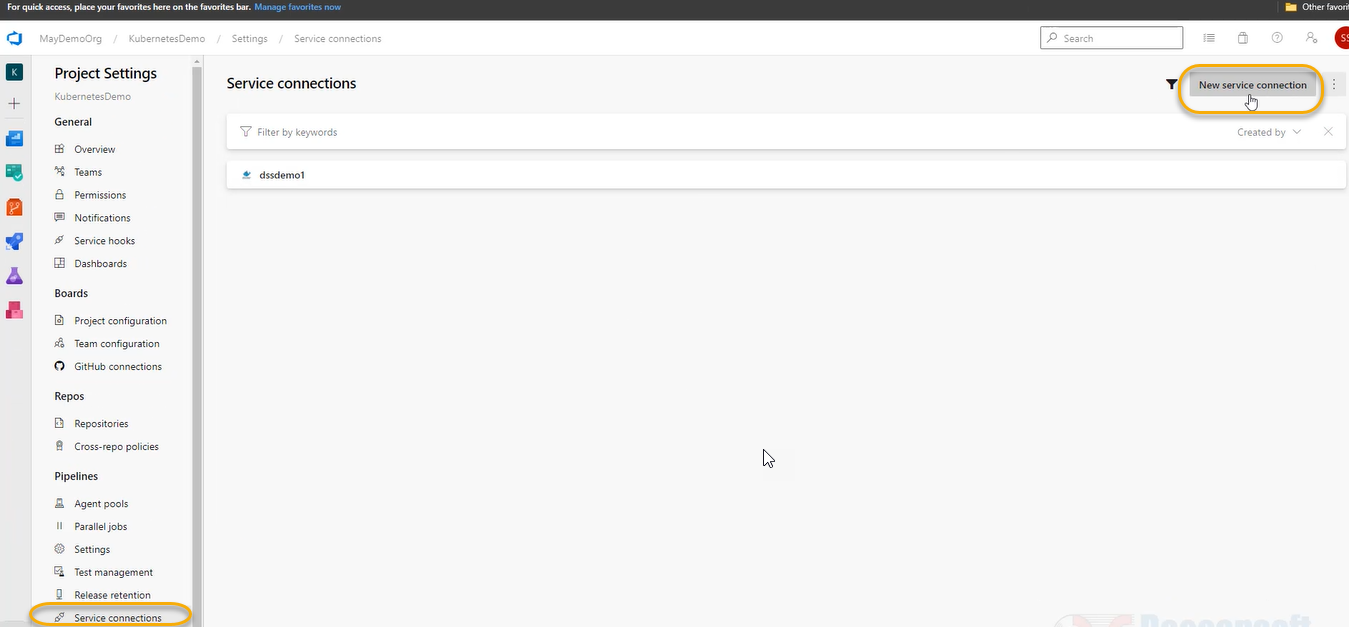 For quick access, place your favorites here on the favorites bar. Manage favorites now
Other favorit
MayDemoOrg / KubernetesDemo / Settings / Service connections
Search
SS
K
Project Settings
KubernetesDemo
General
Overview
Teams
Permissions
Notifications
Service hooks
Dashboards
Boards
Project configuration
Team configuration
GitHub connections
Repos
Repositories
Cross-repo policies
Pipelines
Agent pools
Parallel jobs
Settings
Test management
Release retention
Service connections
Service connections
New service connection
Filter by keywords
Created by
dssdemo1